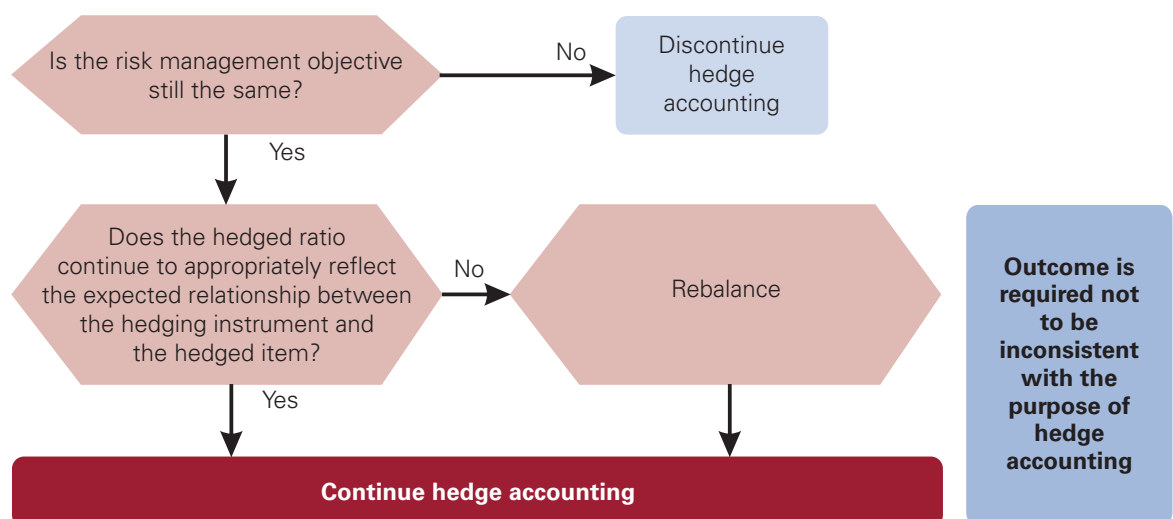 Is the risk management objective
still the same?
No
Discontinue
hedge
accounting
Yes
Does the hedged ratio
continue to appropriately reflect
the expected relationship between
the hedging instrument and
the hedged item?
No
Rebalance
Outcome is
required not
to be
inconsistent
with the
purpose of
hedge
accounting
Yes
Continue hedge accounting